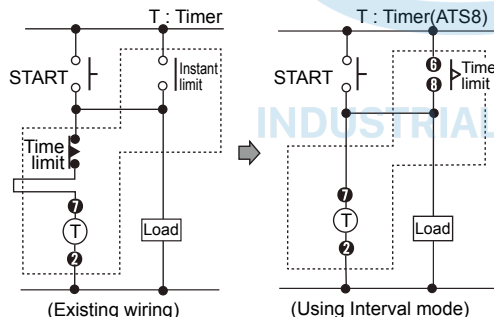 T : Timer
START
Instant
limit
Time
limit
7
T
2
Load
(Existing wiring)
T : Timer(ATS8)
START
6
8
Time
limit
INDUSTRIAL
7
T
2
Load
(Using Interval mode)